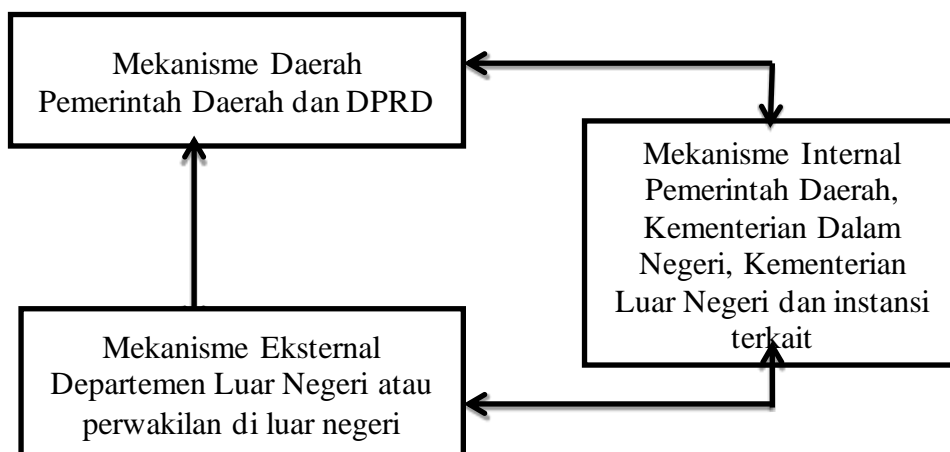 Mekanisme Daerah
Pemerintah Daerah dan DPRD
Mekanisme Internal
Pemerintah Daerah,
Kementerian Dalam
Negeri, Kementerian
Luar Negeri dan instansi
terkait
Mekanisme Eksternal
Departemen Luar Negeri atau
perwakilan di luar negeri